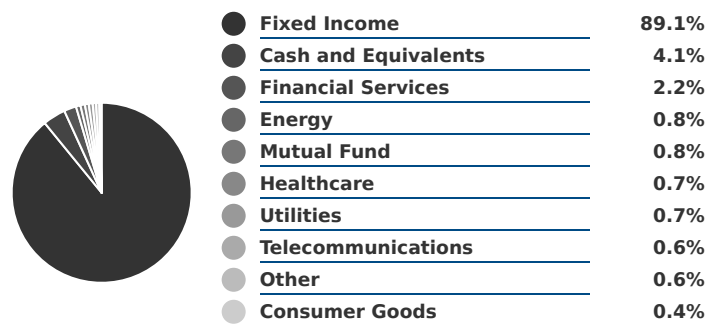 Fixed Income 89.1%
Cash and Equivalents 4.1%
Financial Services 2.2%
Energy 0.8%
Mutual Fund 0.8%
Healthcare 0.7%
Utilities 0.7%
Telecommunications 0.6%
Other 0.6%
Consumer Goods 0.4%